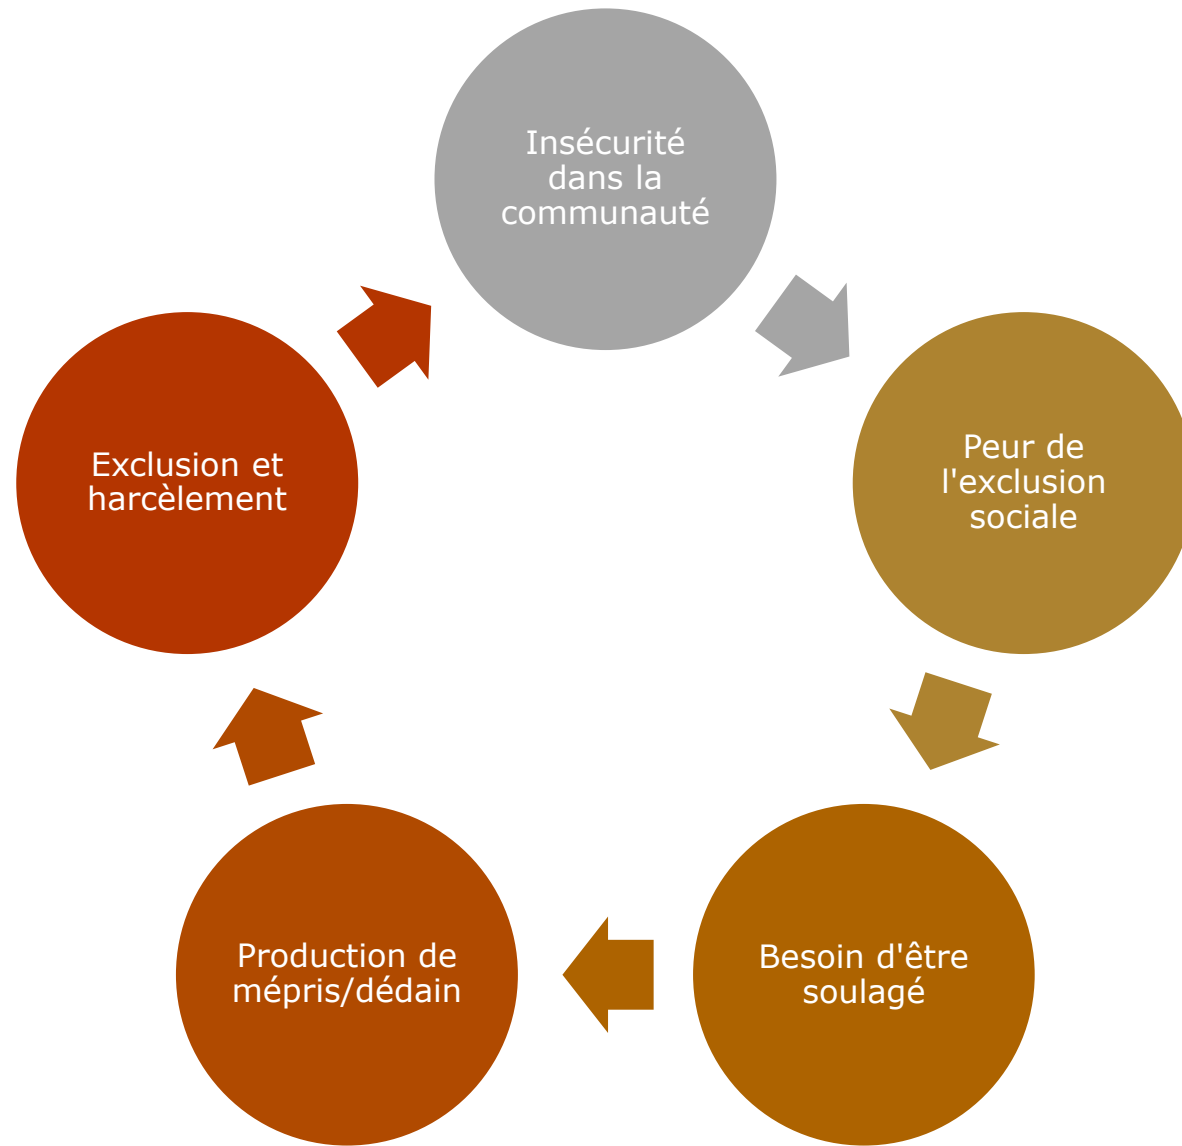 Insécurité
dans la
communauté
Peur de
l'exclusion
sociale
Besoin d'être
soulagé
Production de
mépris/dédain
Exclusion et
harcèlement